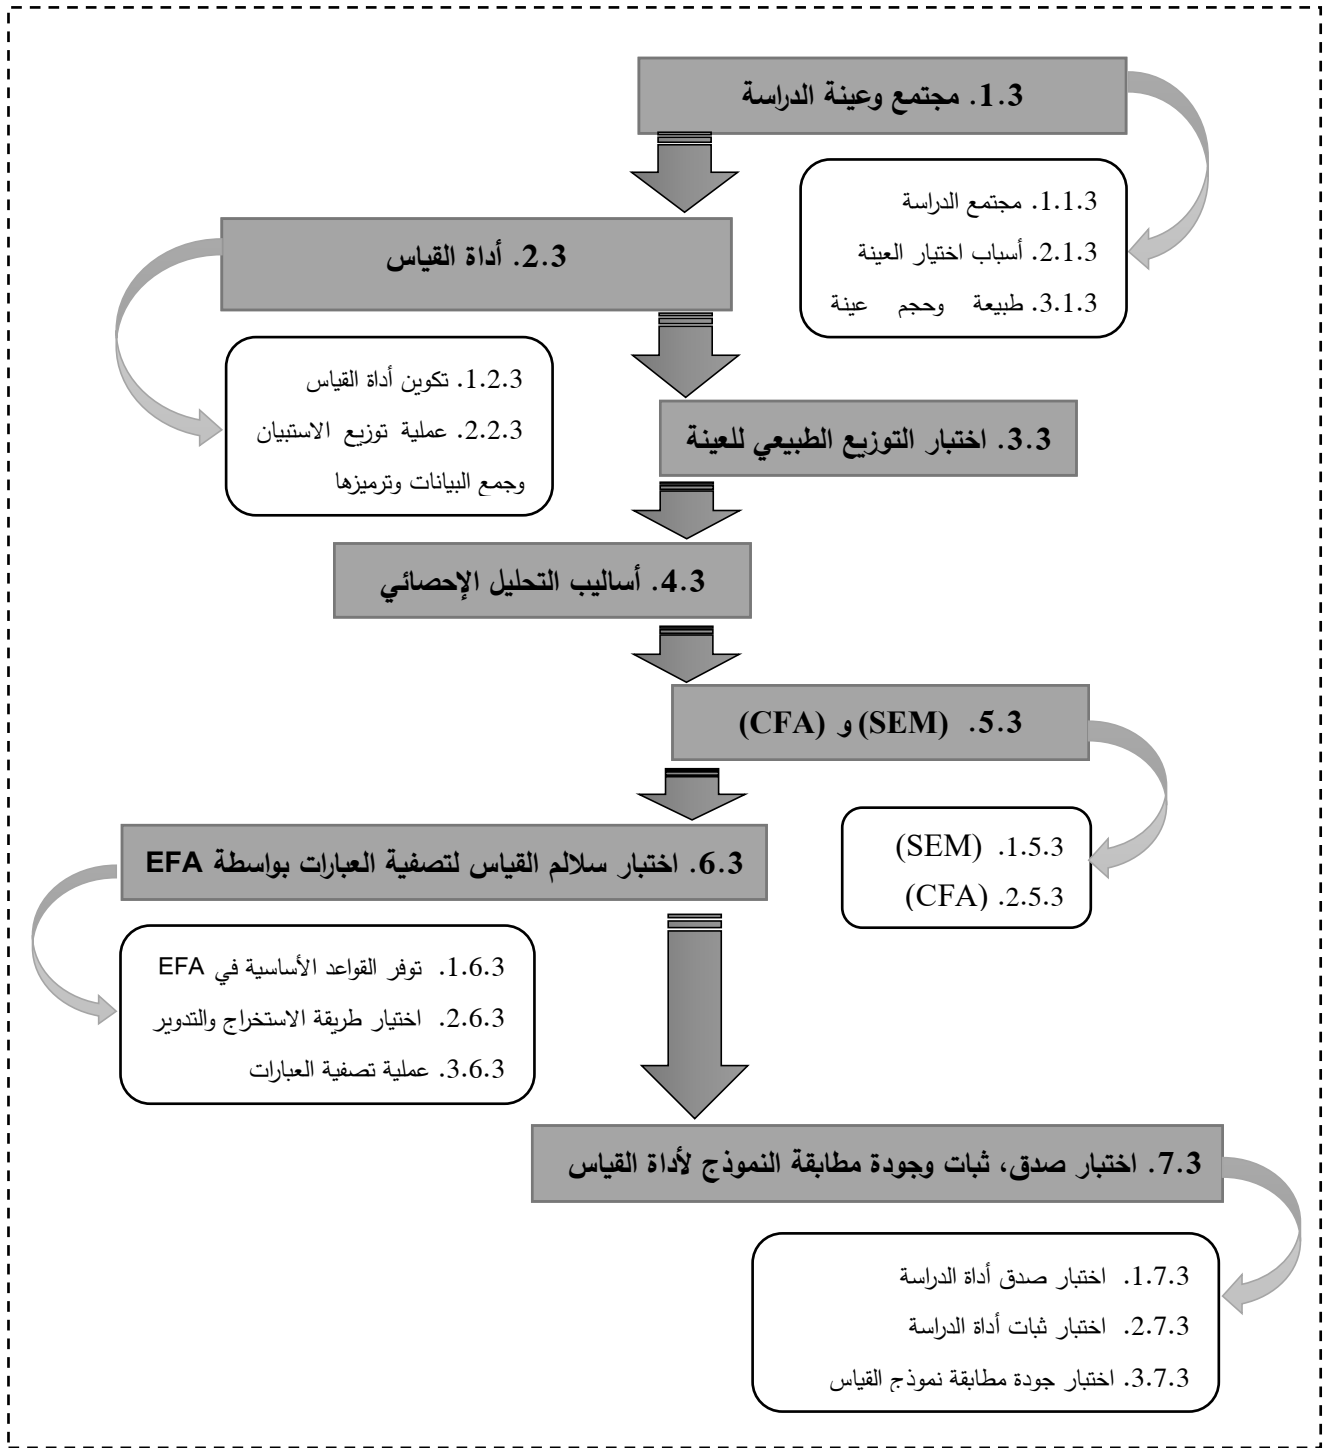 1.3. مجتمع وعينة الدراسة
1.1.3. مجتمع الدراسة
2.1.3. أسباب اختيار العينة
3.1.3. طبيعة وحجم عينة
2.3. أداة القياس
1.2.3. تكوين أداة القياس
2.2.3. عملية توزيع الاستبيان
وجمع البيانات وترميزها
3.3. اختبار التوزيع الطبيعي للعينة
4.3. أساليب التحليل الإحصائي
5.3. (SEM) و (CFA)
1.5.3. (SEM)
2.5.3. (CFA)
6.3. اختبار سلالم القياس لتصفية العبارات بواسطة EFA
1.6.3. توفر القواعد الأساسية في EFA
2.6.3. اختيار طريقة الاستخراج والتدوير
3.6.3. عملية تصفية العبارات
7.3. اختبار صدق، ثبات وجودة مطابقة النموذج لأداة القياس
1.7.3. اختبار صدق أداة الدراسة
2.7.3. اختبار ثبات أداة الدراسة
3.7.3. اختبار جودة مطابقة نموذج القياس